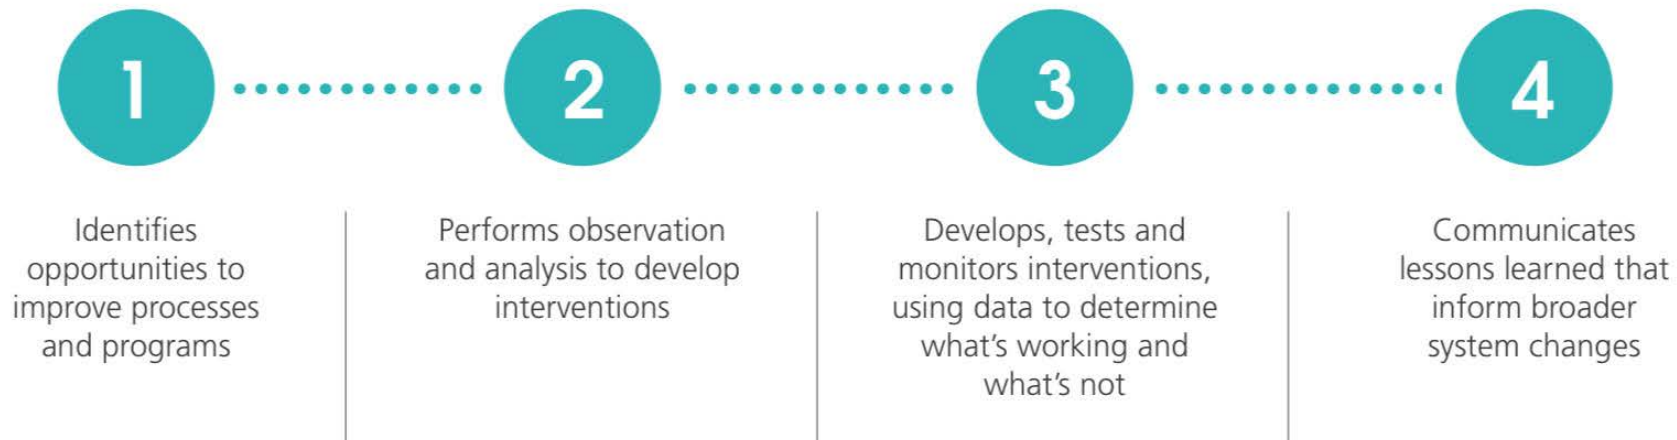 1
Identifies
opportunities to
improve processes
and programs
2
Performs observation
and analysis to develop
interventions
3
Develops, tests and
monitors interventions,
using data to determine
what's working and
what's not
4
Communicates
lessons learned that
inform broader
system changes